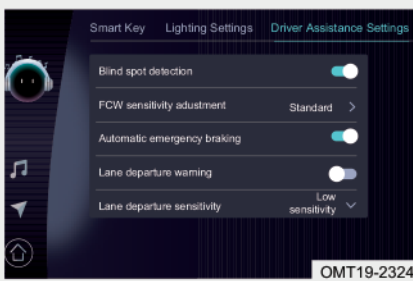 Smart Key Lighting Settings Driver Assistance Settings
Blind spot detection
FCW sensitivity adustment Standard >
Automatic emergency braking
Lane departure warning
Lane departure sensitivity Low sensitivity
OMT19-2324